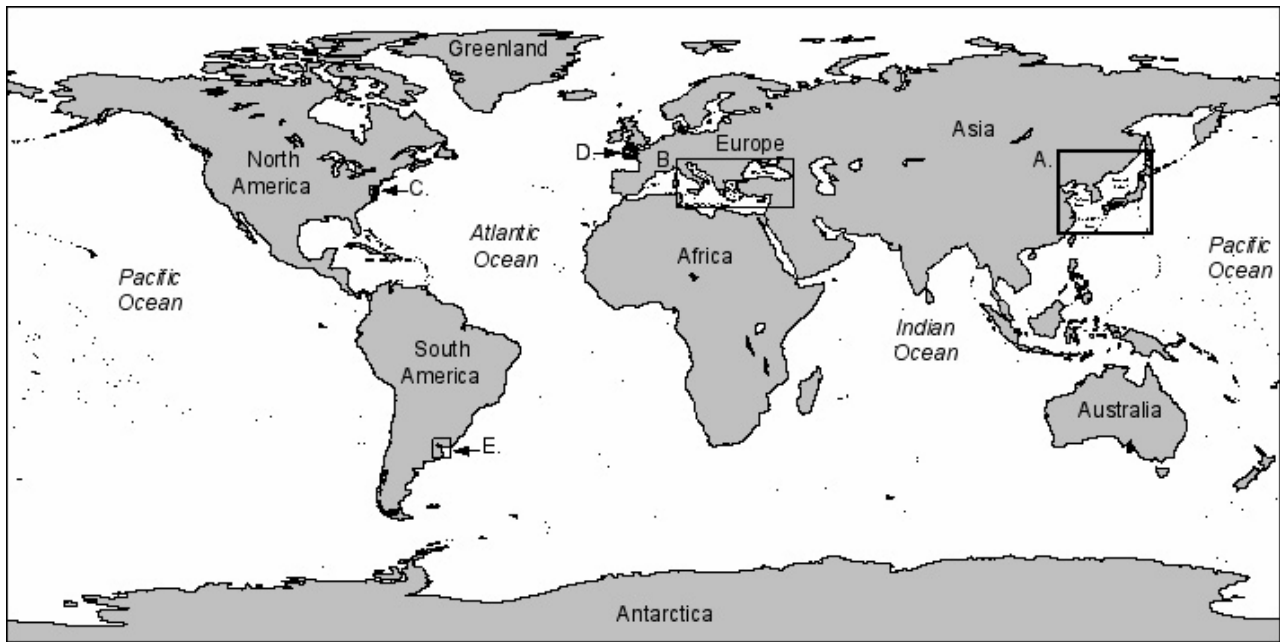 Greenland
Asia
D.
Europe
B.
A.
North
America
C.
Atlantic
Ocean
Africa
Pacific
Ocean
Pacific
Ocean
Indian
Ocean
South
America
Australia
E.
Antarctica